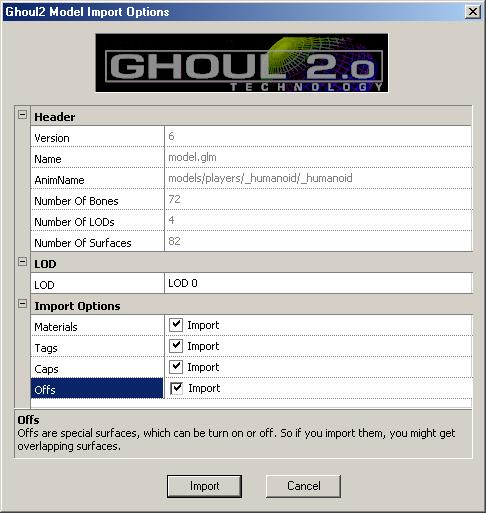 Ghoul2 Model Import Options
GHOUL 2.0
TECHNOLOGY
Header
Version 6
Name model.glm
AnimName models/players/_humanoid/_humanoid
Number Of Bones 72
Number Of LODs 4
Number Of Surfaces 82
LOD
LOD LOD 0
Import Options
Materials Import
Tags Import
Caps Import
Offs Import
Offs
Offs are special surfaces, which can be turn on or off. So if you import them, you might get
overlapping surfaces.
Import Cancel